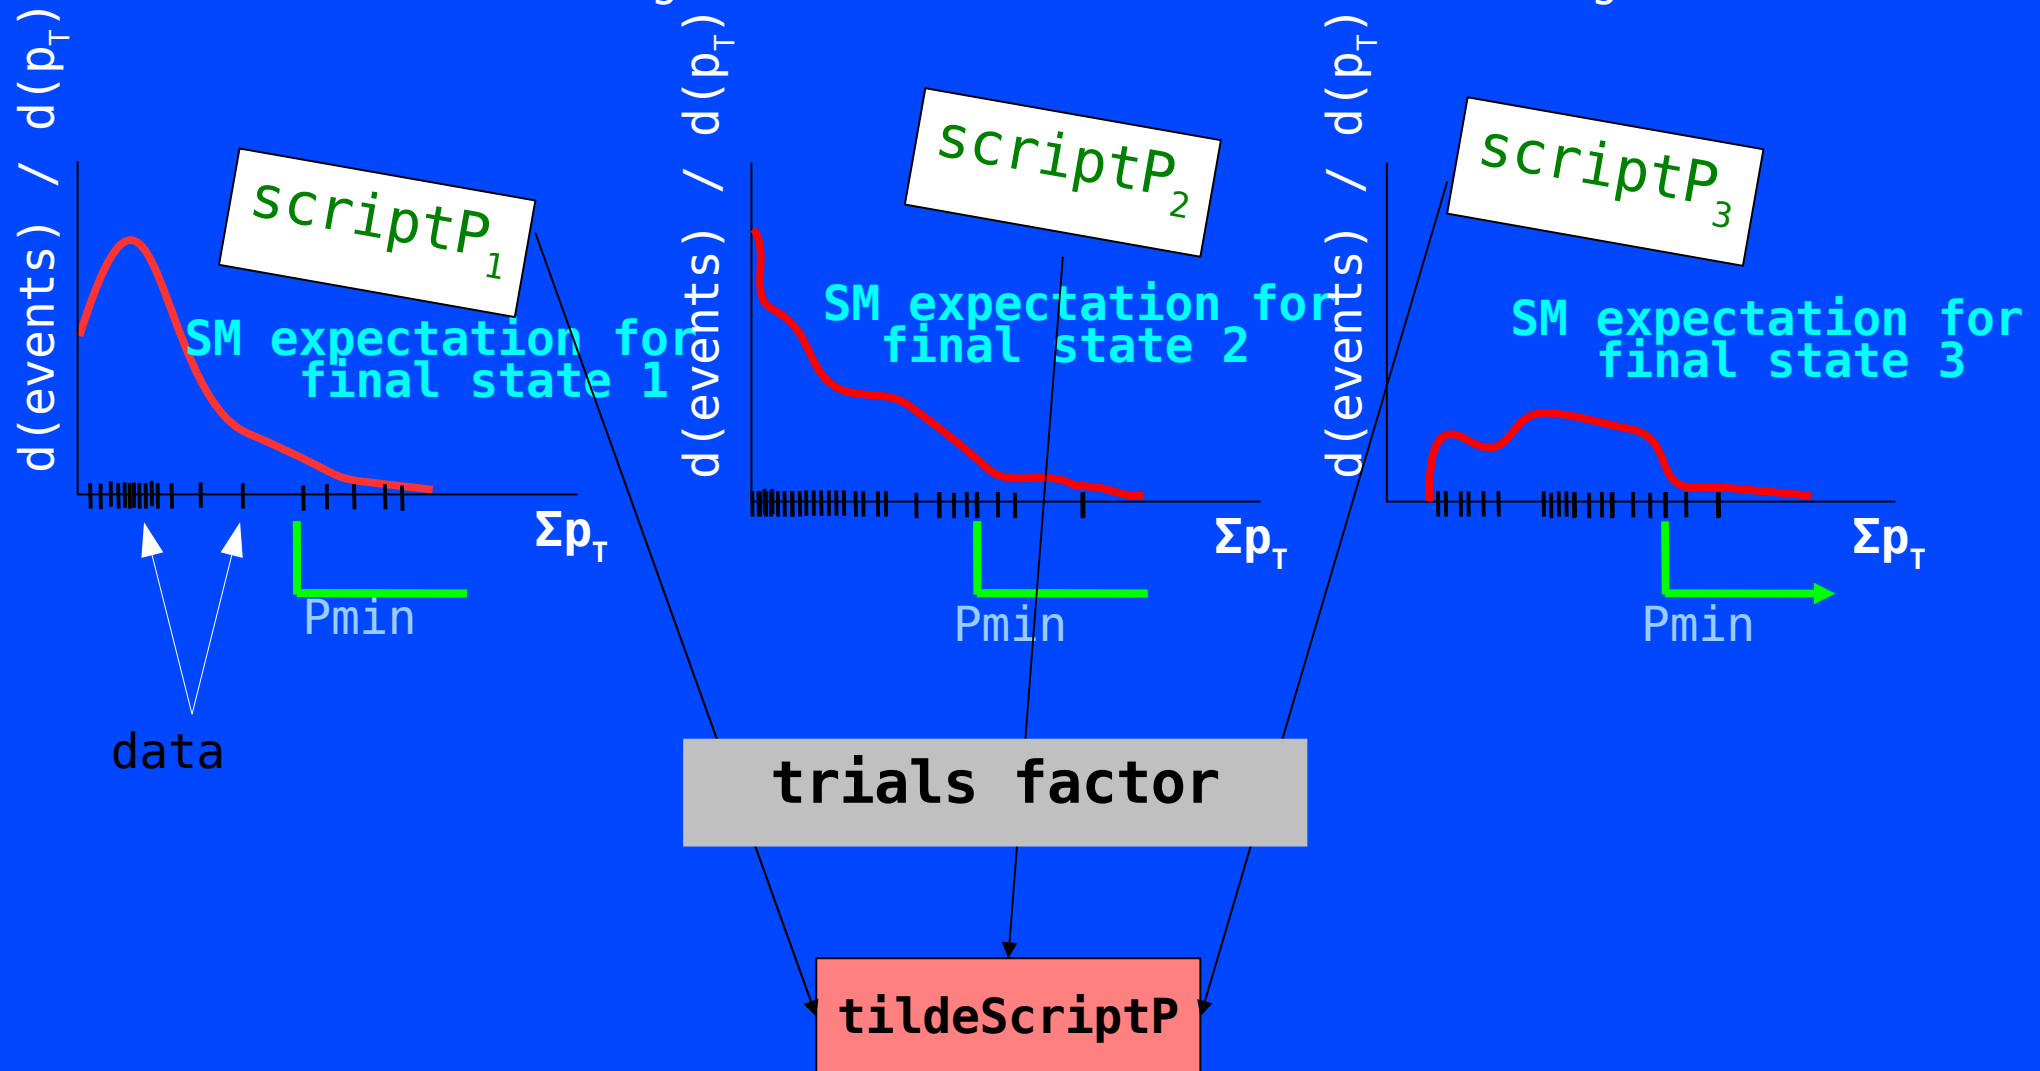 d(events) / d(pT)
scriptP1
SM expectation for
final state 1
ΣpT
Pmin
data
d(events) / d(pT)
scriptP2
SM expectation for
final state 2
ΣpT
Pmin
d(events) / d(pT)
scriptP3
SM expectation for
final state 3
ΣpT
Pmin
trials factor
tildeScriptP